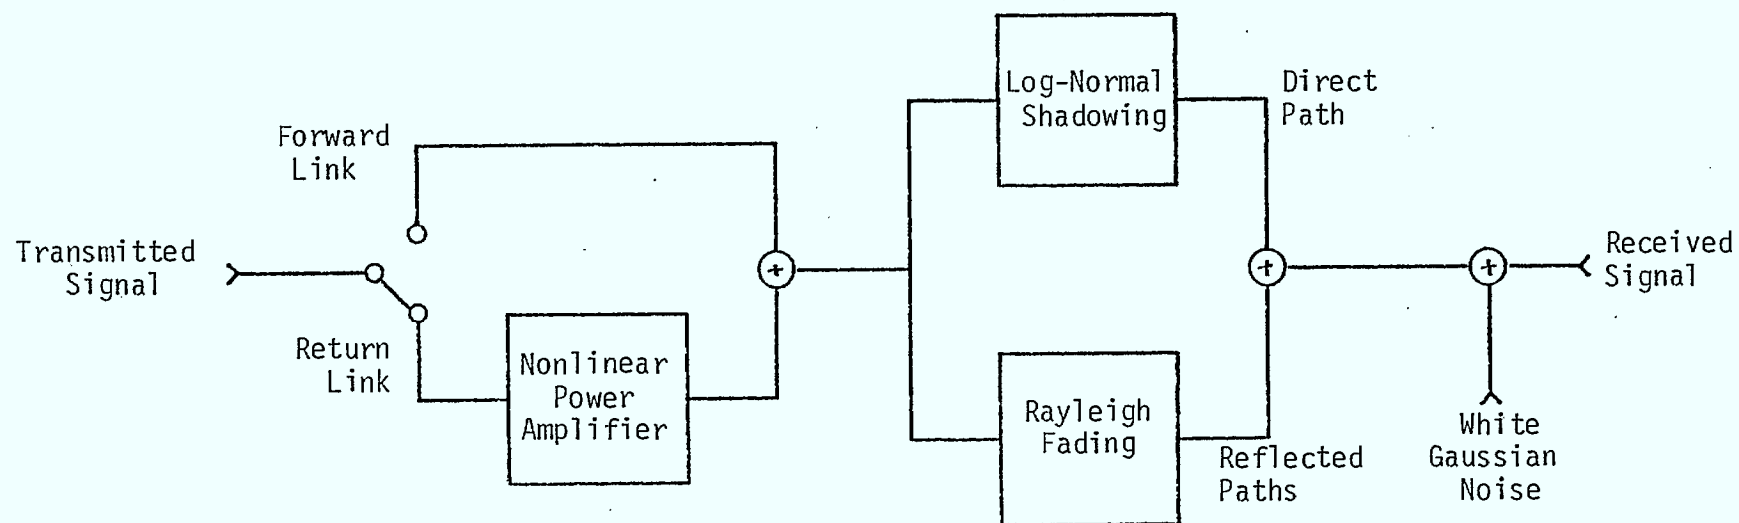 Transmitted
Signal
Forward
Link
Return
Link
Nonlinear
Power
Amplifier
Log-Normal
Shadowing
Direct
Path
Rayleigh
Fading
Reflected
Paths
White
Gaussian
Noise
Received
Signal